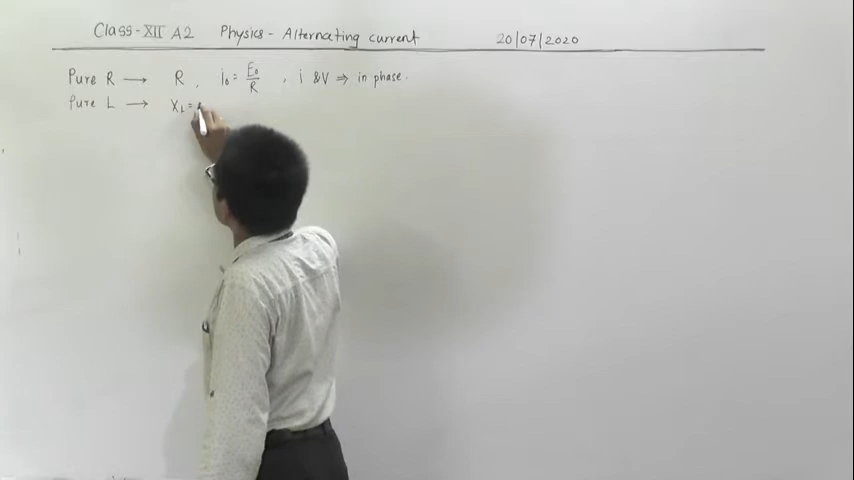 Class-XII A2 Physics - Alternating current 20/07/2020
Pure R → R, i₀ = E₀/R , i &V ⇒ in phase.
Pure L → X_L =